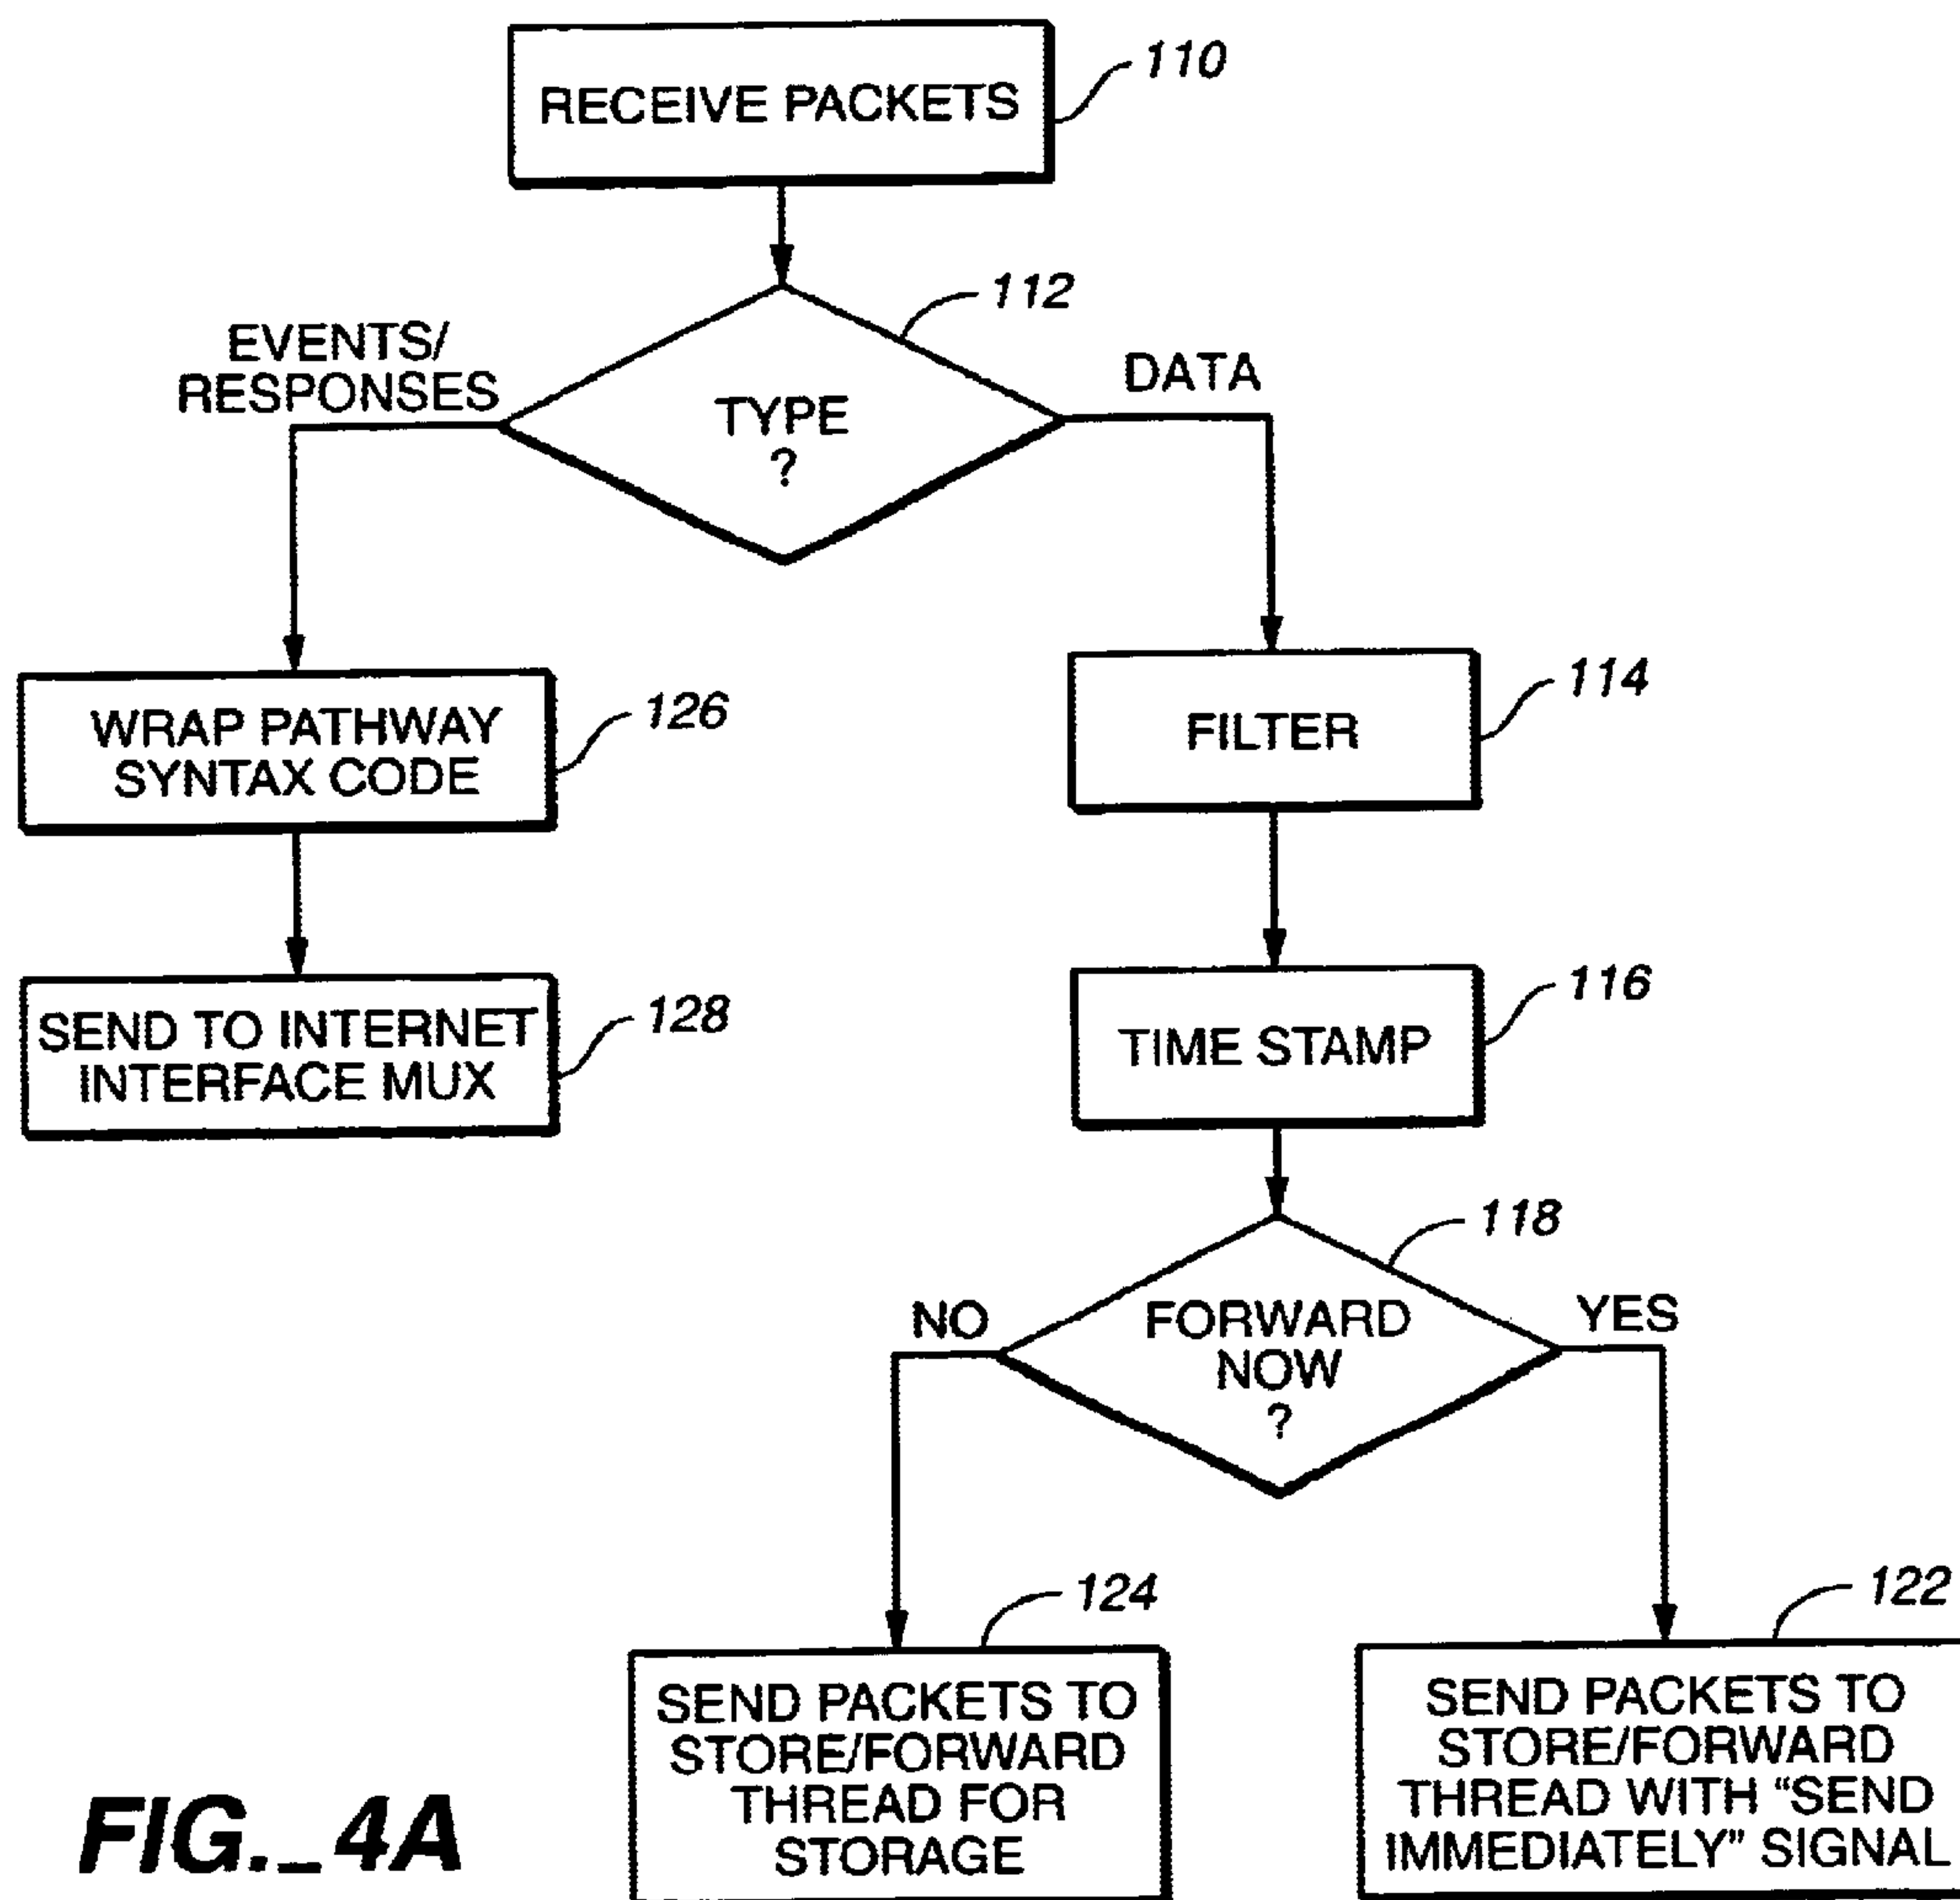 RECEIVE PACKETS
110
112
EVENTS/
RESPONSES
DATA
TYPE
?
WRAP PATHWAY
SYNTAX CODE
126
FILTER
114
SEND TO INTERNET
INTERFACE MUX
128
TIME STAMP
116
118
NO
FORWARD
NOW
?
YES
124
122
SEND PACKETS TO
STORE/FORWARD
THREAD FOR
STORAGE
SEND PACKETS TO
STORE/FORWARD
THREAD WITH “SEND
IMMEDIATELY” SIGNAL
FIG._4A